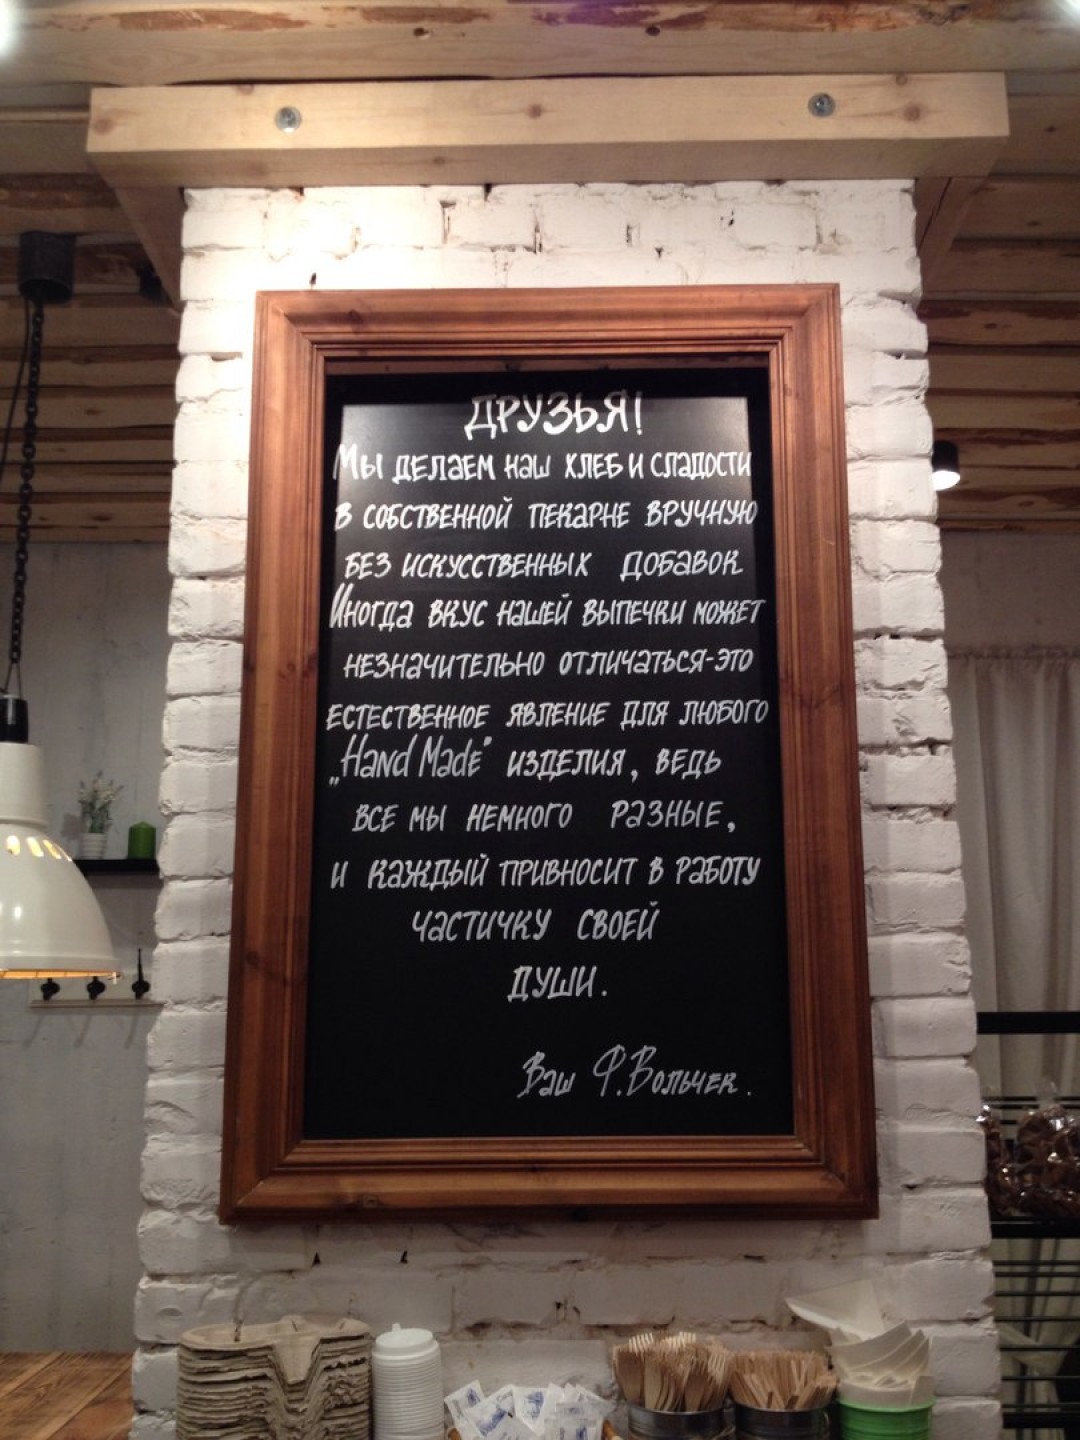 ДРУЗЬЯ!
Мы делаем наш хлеб и сладости
в собственной пекарне вручную
без искусственных добавок
Иногда вкус нашей выпечки может
незначительно отличаться-это
естественное явление для любого
„Hand Made" изделия, ведь
все мы немного разные,
и каждый привносит в работу
частичку своей
души.
Ваш Ф.Вольчек.